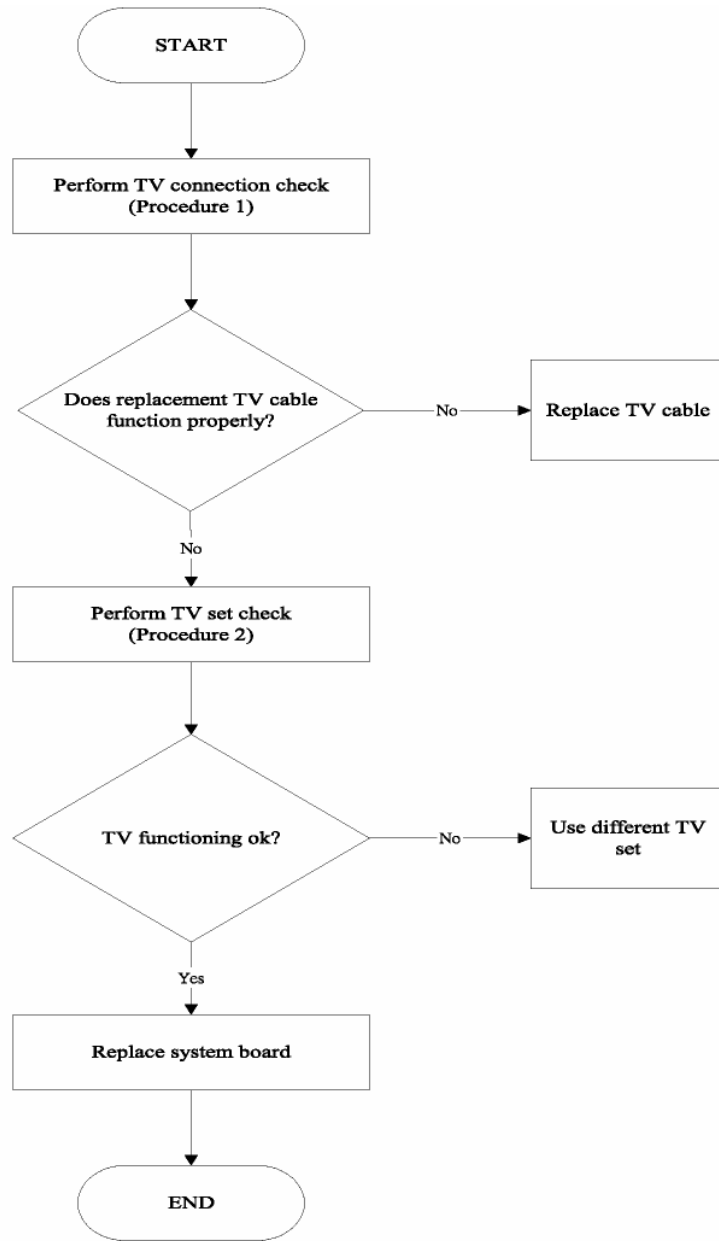 START
Perform TV connection check
(Procedure 1)
Does replacement TV cable
function properly?
No
Replace TV cable
No
Perform TV set check
(Procedure 2)
TV functioning ok?
No
Use different TV
set
Yes
Replace system board
END